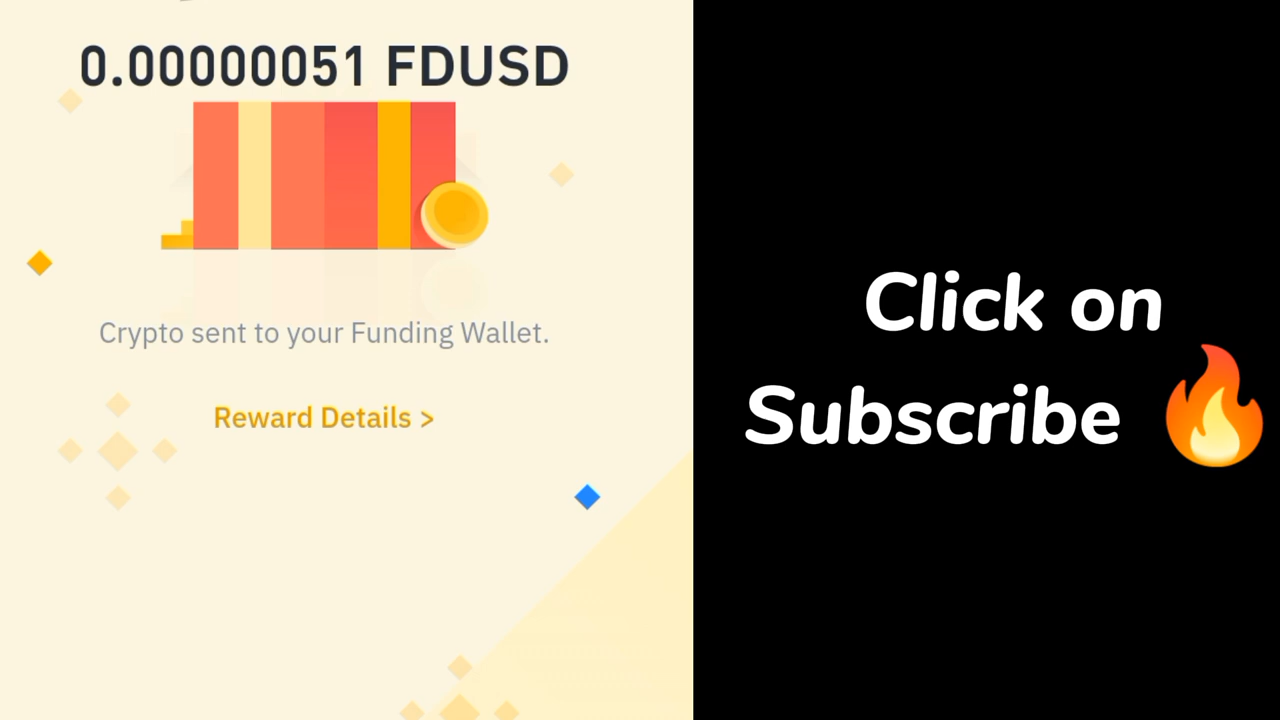 0.00000051 FDUSD
Crypto sent to your Funding Wallet.
Reward Details >
Click on
Subscribe 🔥